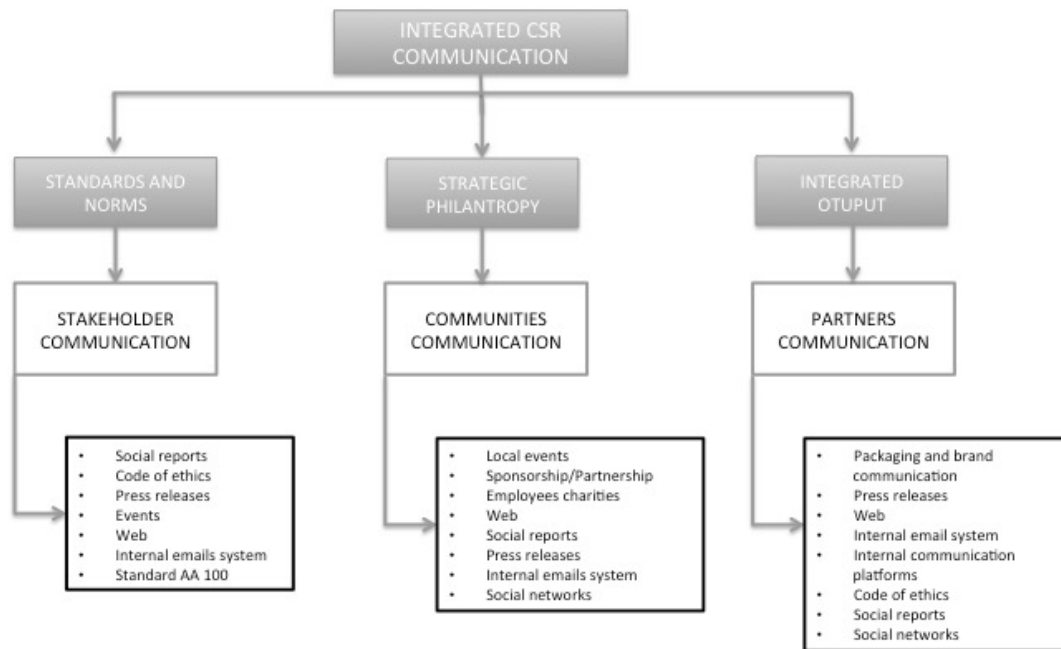 INTEGRATED CSR
COMMUNICATION
STANDARDS AND
NORMS
STRATEGIC
PHILANTROPY
INTEGRATED
OTUPUT
STAKEHOLDER
COMMUNICATION
COMMUNITIES
COMMUNICATION
PARTNERS
COMMUNICATION
• Social reports
• Code of ethics
• Press releases
• Events
• Web
• Internal emails system
• Standard AA 100
• Local events
• Sponsorship/Partnership
• Employees charities
• Web
• Social reports
• Press releases
• Internal emails system
• Social networks
• Packaging and brand
communication
• Press releases
• Web
• Internal email system
• Internal communication
platforms
• Code of ethics
• Social reports
• Social networks